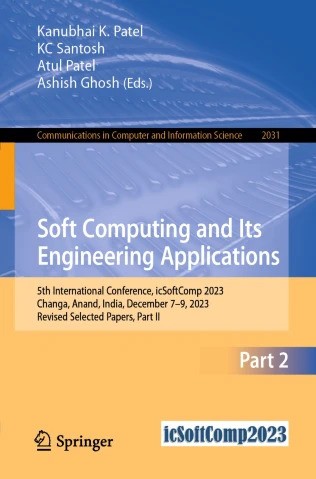 Kanubhai K. Patel
KC Santosh
Atul Patel
Ashish Ghosh (Eds.)
Communications in Computer and Information Science 2031
Soft Computing and Its
Engineering Applications
5th International Conference, icSoftComp 2023
Changa, Anand, India, December 7–9, 2023
Revised Selected Papers, Part II
Part 2
Springer
icSoftComp2023